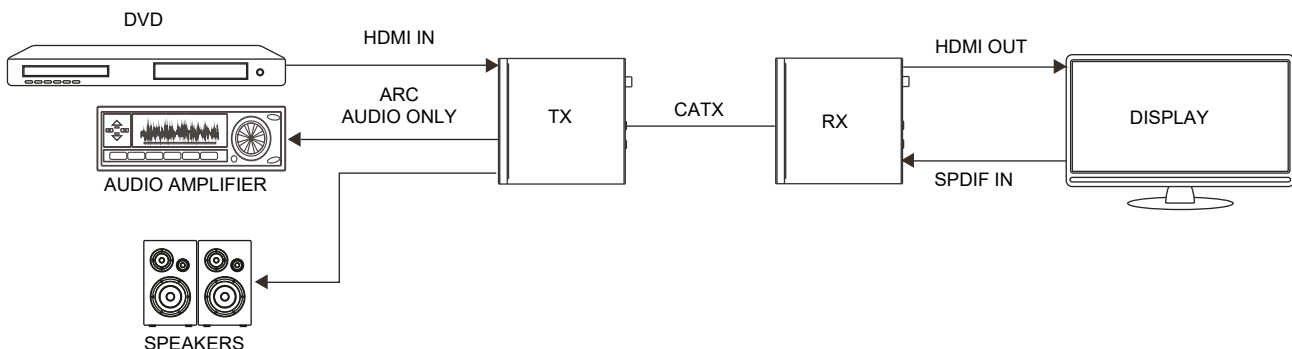 DVD
HDMI IN
HDMI OUT
ARC
AUDIO ONLY
TX
CATX
RX
DISPLAY
AUDIO AMPLIFIER
SPDIF IN
SPEAKERS